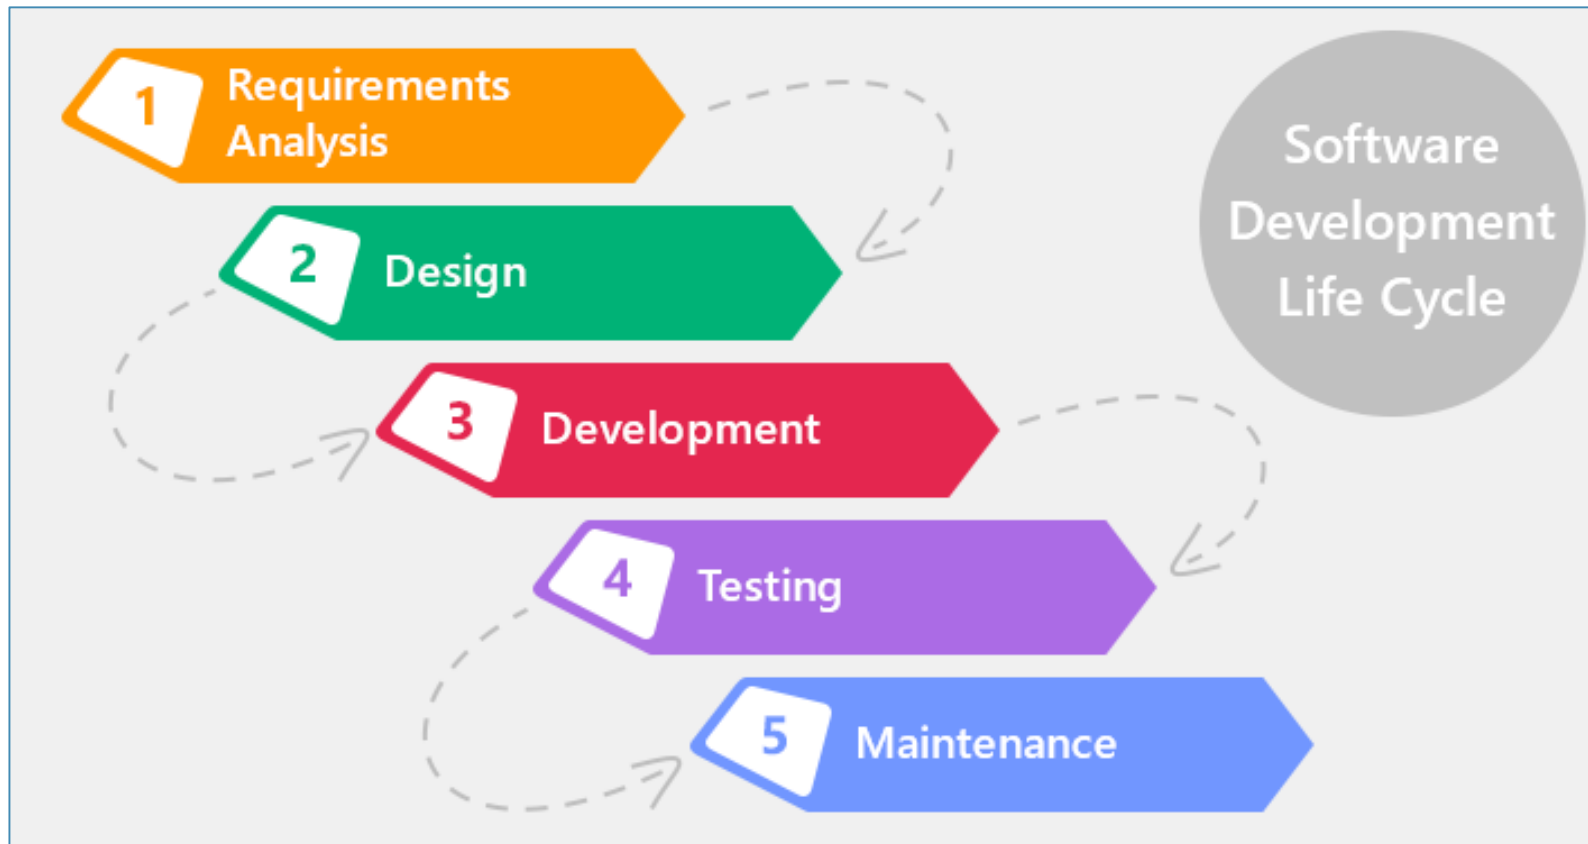 1
Requirements
Analysis
2
Design
3
Development
4
Testing
5
Maintenance
Software
Development
Life Cycle